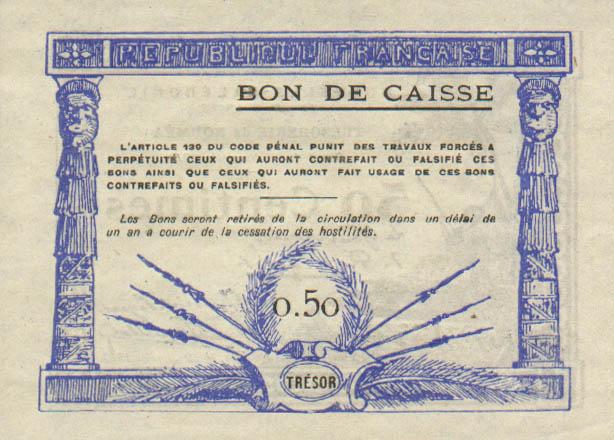 RÉPUBLIQUE FRANÇAISE
BON DE CAISSE
L'ARTICLE 139 DU CODE PÉNAL PUNIT DES TRAVAUX FORCÉS A
PERPÉTUITÉ CEUX QUI AURONT CONTREFAIT OU FALSIFIÉ CES
BONS AINSI QUE CEUX QUI AURONT FAIT USAGE DE CES BONS
CONTREFAITS OU FALSIFIÉS.
Les Bons seront retirés de la circulation dans un délai de
un an a courir de la cessation des hostilités.
0.50
TRÉSOR